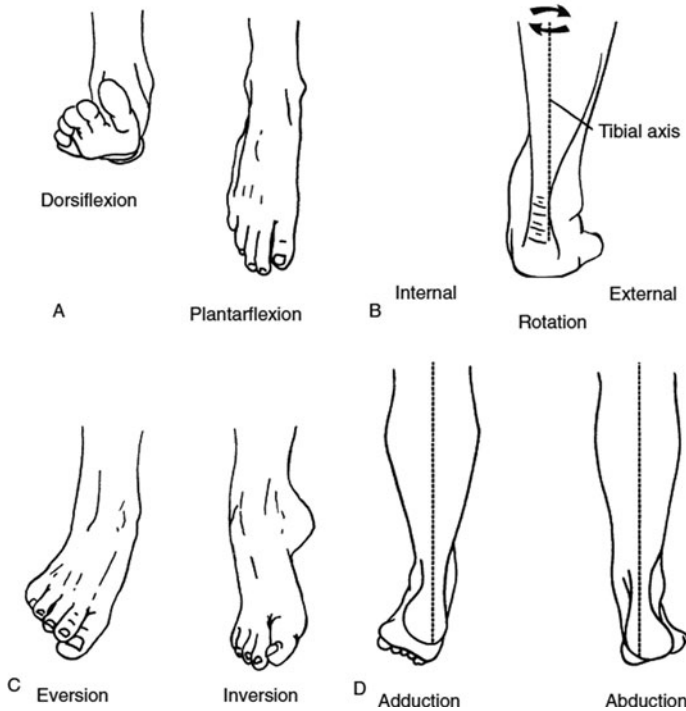 Dorsiflexion
A
Plantarflexion
Tibial axis
Internal
External
B
Rotation
C
Eversion
Inversion
D
Adduction
Abduction